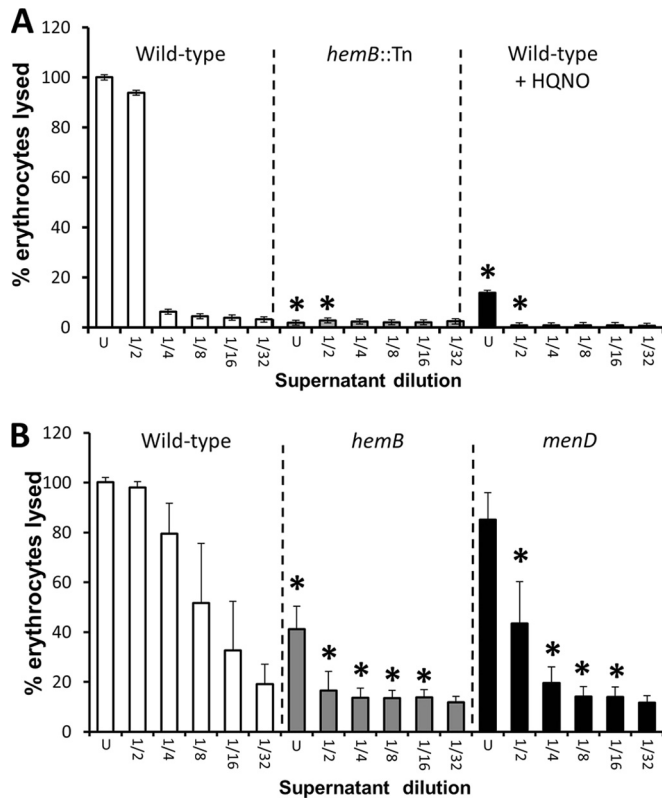 A
Wild-type
hemB::Tn
Wild-type
+ HQNO
% erythrocytes lysed
120
100
80
60
40
20
0
* * * *
U 1/2 1/4 1/8 1/16 1/32 U 1/2 1/4 1/8 1/16 1/32 U 1/2 1/4 1/8 1/16 1/32
Supernatant dilution
B
Wild-type
hemB
menD
% erythrocytes lysed
120
100
80
60
40
20
0
* * * * * * * * *
U 1/2 1/4 1/8 1/16 1/32 U 1/2 1/4 1/8 1/16 1/32 U 1/2 1/4 1/8 1/16 1/32
Supernatant dilution